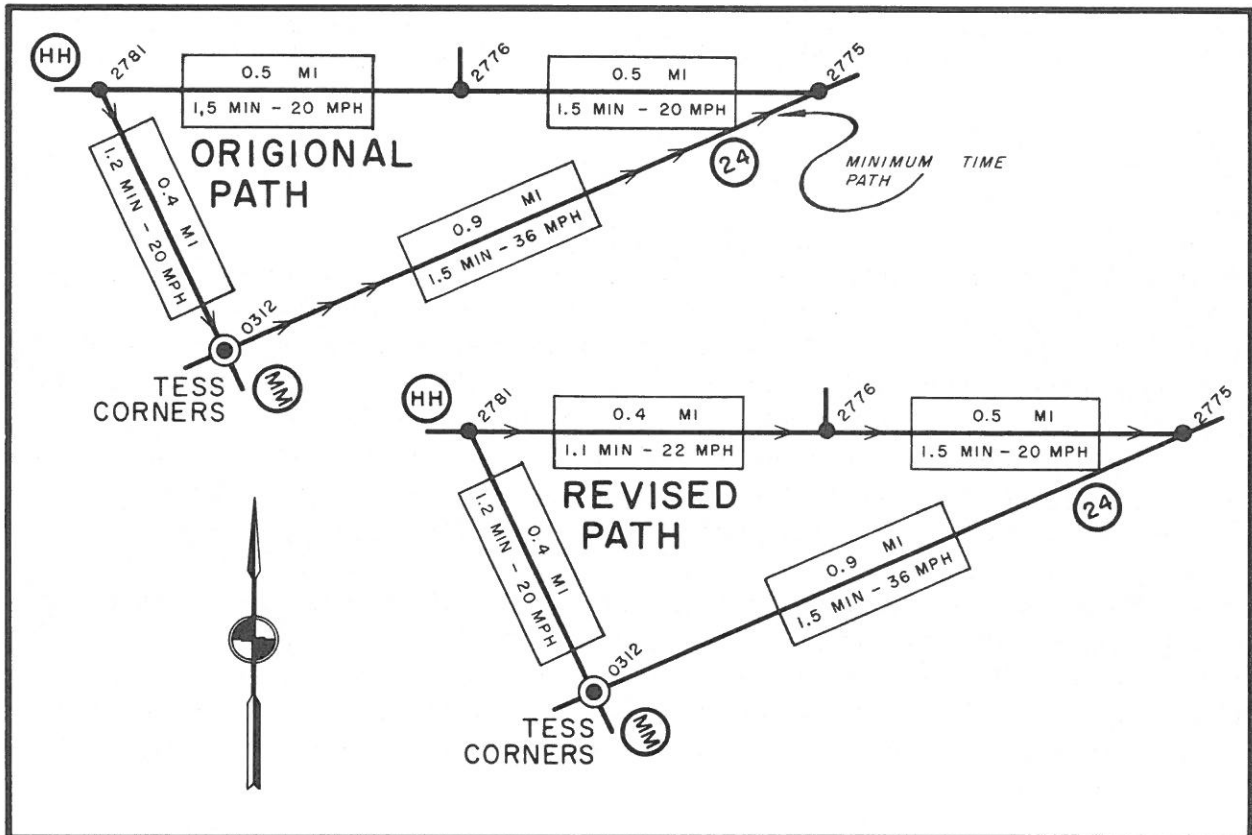 HH
2781
0.5 MI
1,5 MIN – 20 MPH
2776
0.5 MI
1.5 MIN – 20 MPH
2775
ORIGIONAL
PATH
0.4 MI
1.2 MIN – 20 MPH
0.9 MI
1.5 MIN – 36 MPH
24
MINIMUM TIME
PATH
0312
TESS
CORNERS
MM
HH
2781
0.4 MI
1.1 MIN – 22 MPH
2776
0.5 MI
1.5 MIN – 20 MPH
2775
REVISED
PATH
0.4 MI
1.2 MIN – 20 MPH
0.9 MI
1.5 MIN – 36 MPH
24
0312
TESS
CORNERS
MM